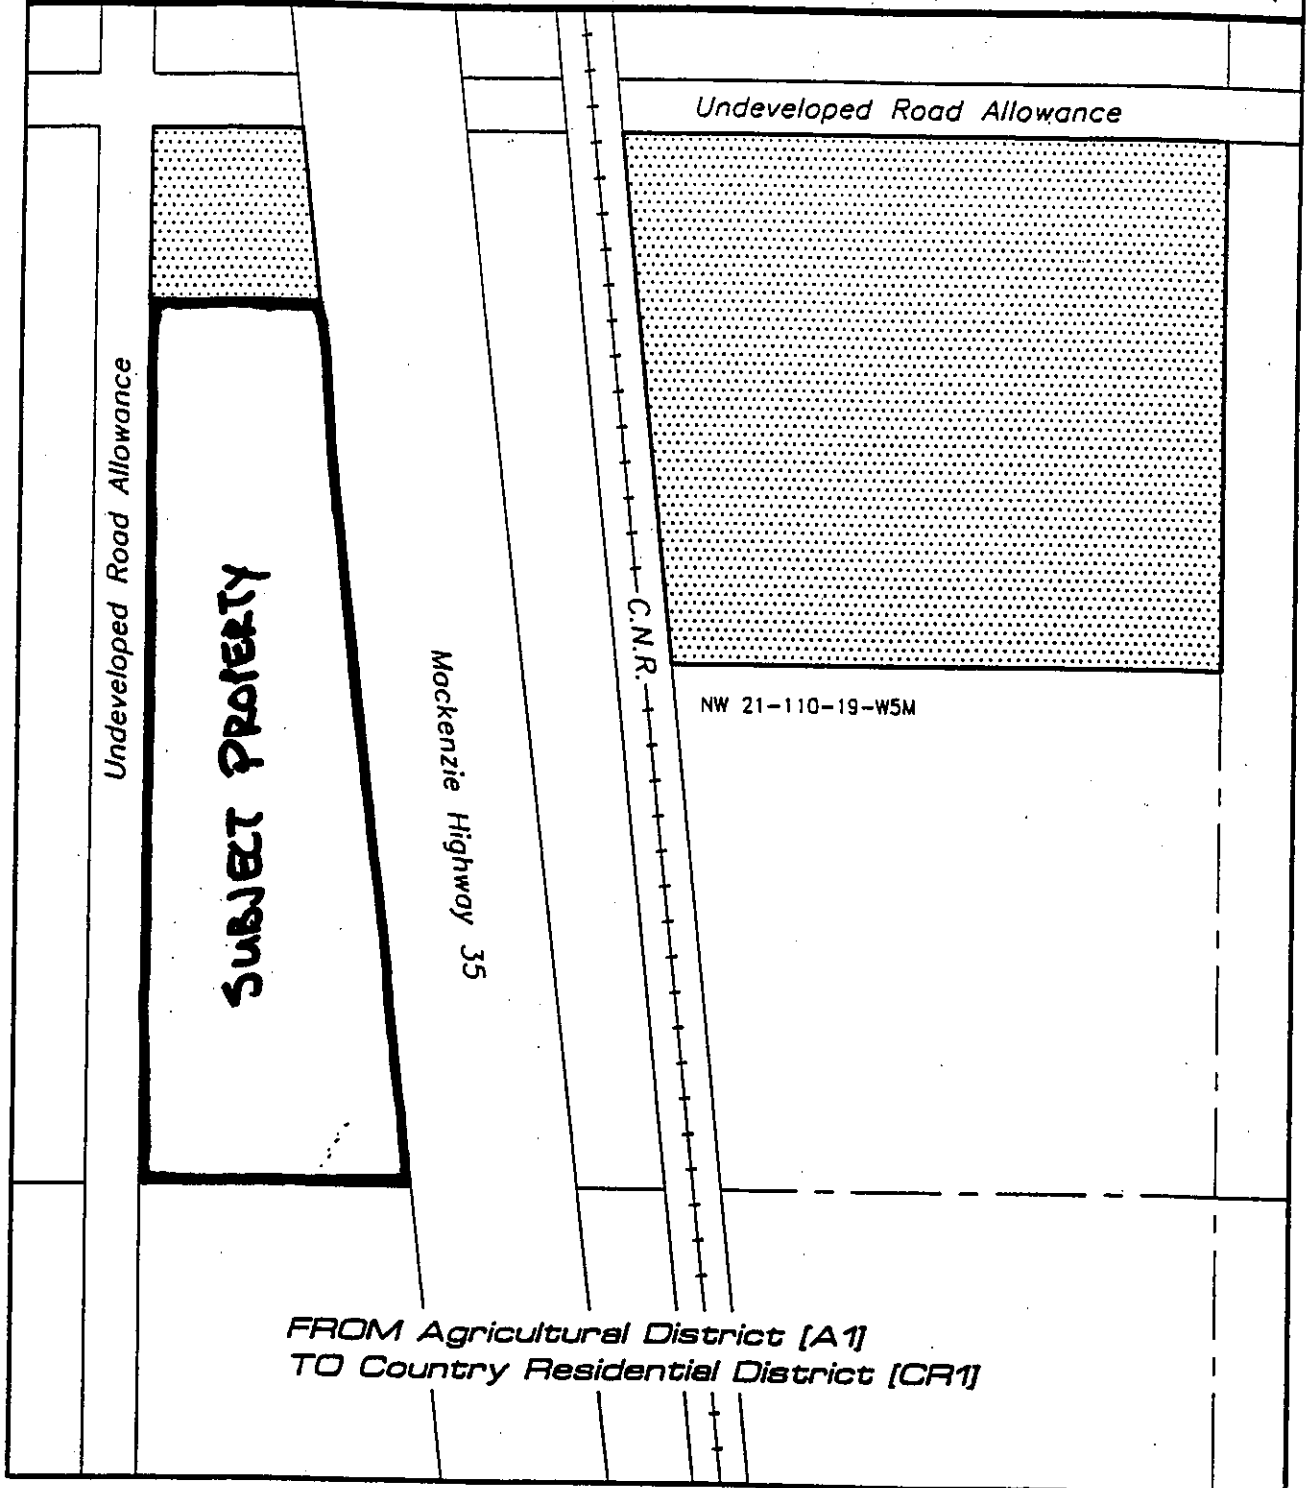 Undeveloped Road Allowance
Undeveloped Road Allowance
SUBJECT PROPERTY
Mackenzie Highway 35
C.N.R.
NW 21-110-19-W5M
FROM Agricultural District [A1]
TO Country Residential District [CR1]